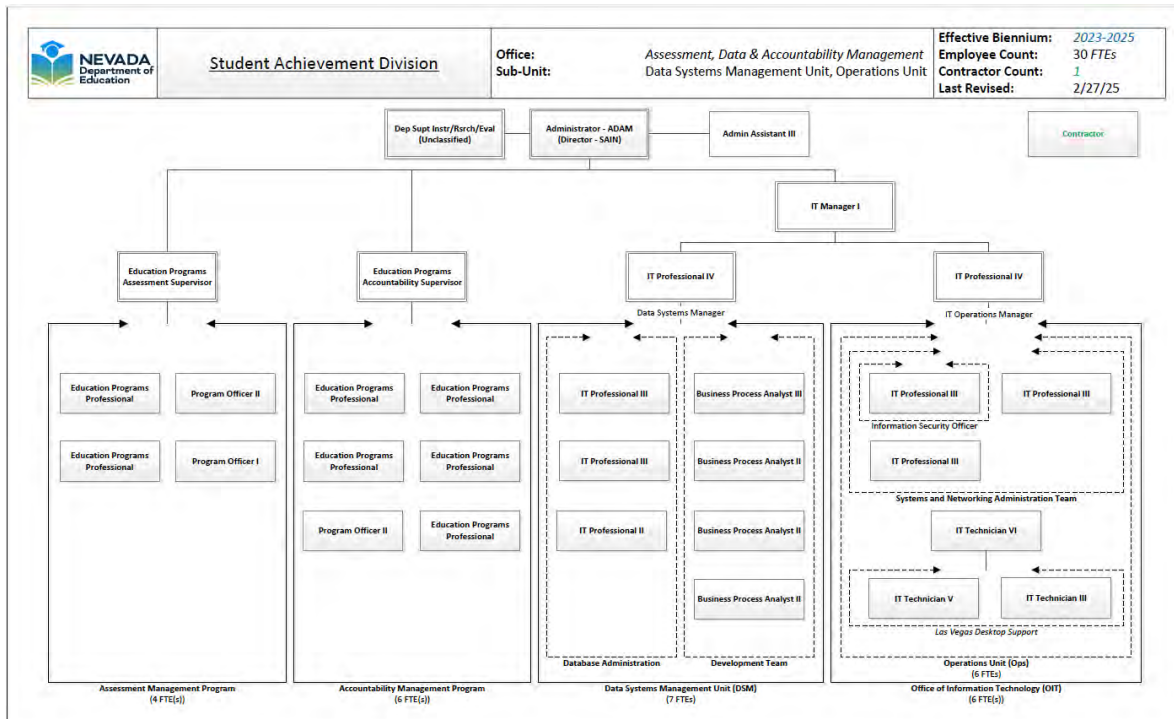 NEVADA
Department of
Education
Student Achievement Division
Office: Assessment, Data & Accountability Management
Sub-Unit: Data Systems Management Unit, Operations Unit
Effective Biennium: 2023-2025
Employee Count: 30 FTEs
Contractor Count: 1
Last Revised: 2/27/25
Dep Supt Instr/Rsrch/Eval
(Unclassified)
Administrator - ADAM
(Director - SAIN)
Admin Assistant III
Contractor
IT Manager I
Education Programs
Assessment Supervisor
Education Programs
Accountability Supervisor
IT Professional IV
Data Systems Manager
IT Professional IV
IT Operations Manager
Education Programs
Professional
Program Officer II
Education Programs
Professional
Program Officer I
Assessment Management Program
(4 FTE(s))
Education Programs
Professional
Education Programs
Professional
Education Programs
Professional
Education Programs
Professional
Program Officer II
Education Programs
Professional
Accountability Management Program
(6 FTE(s))
IT Professional III
IT Professional III
IT Professional II
Database Administration
Business Process Analyst III
Business Process Analyst II
Business Process Analyst II
Business Process Analyst II
Development Team
Data Systems Management Unit (DSM)
(7 FTEs)
IT Professional III
Information Security Officer
IT Professional III
IT Professional III
Systems and Networking Administration Team
IT Technician VI
IT Technician V
IT Technician III
Las Vegas Desktop Support
Operations Unit (Ops)
(6 FTEs)
Office of Information Technology (OIT)
(6 FTE(s))